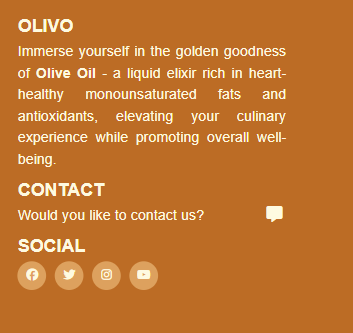 OLIVO
Immerse yourself in the golden goodness
of Olive Oil - a liquid elixir rich in heart-
healthy monounsaturated fats and
antioxidants, elevating your culinary
experience while promoting overall well-
being.
CONTACT
Would you like to contact us?
SOCIAL